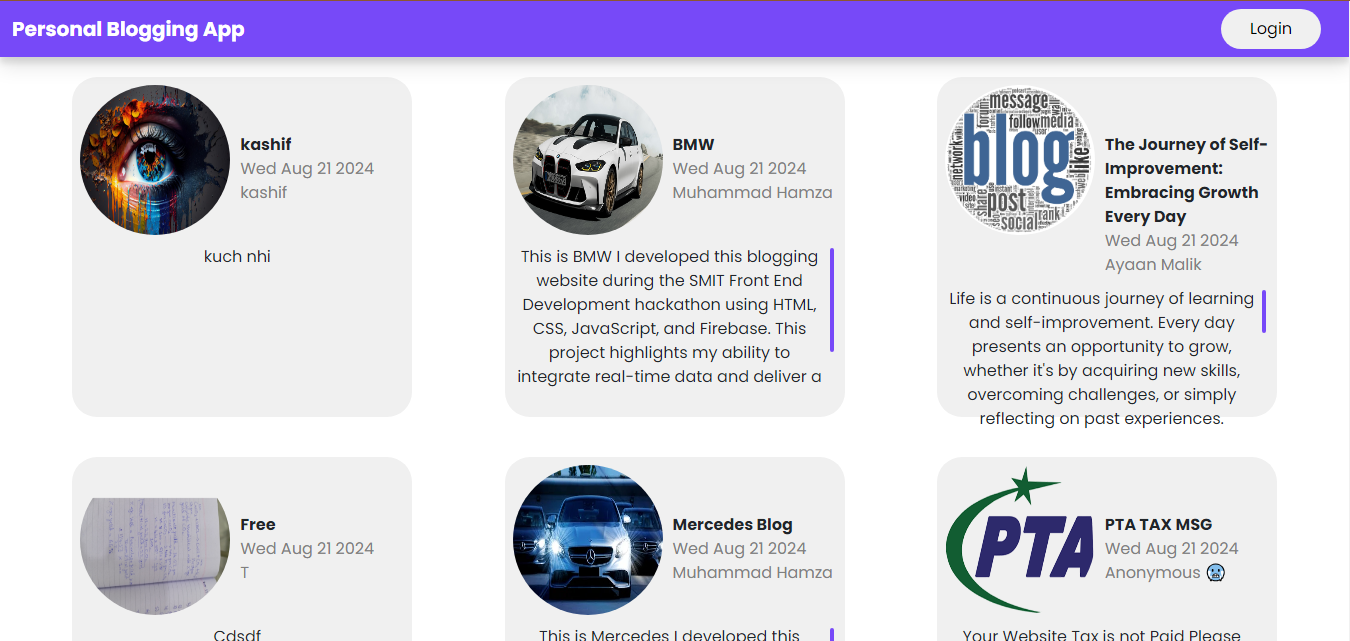 Personal Blogging App
Login
kashif
Wed Aug 21 2024
kashif
kuch nhi
BMW
Wed Aug 21 2024
Muhammad Hamza
This is BMW I developed this blogging
website during the SMIT Front End
Development hackathon using HTML,
CSS, JavaScript, and Firebase. This
project highlights my ability to
integrate real-time data and deliver a
message
forum
follow media
network
wiki
user
blog
like
share
post
internet
video
site
social
rank
The Journey of Self-
Improvement:
Embracing Growth
Every Day
Wed Aug 21 2024
Ayaan Malik
Life is a continuous journey of learning
and self-improvement. Every day
presents an opportunity to grow,
whether it's by acquiring new skills,
overcoming challenges, or simply
reflecting on past experiences.
Free
Wed Aug 21 2024
T
Cdsdf
Mercedes Blog
Wed Aug 21 2024
Muhammad Hamza
This is Mercedes I developed this
PTA
PTA TAX MSG
Wed Aug 21 2024
Anonymous 🥶
Your Website Tax is not Paid Please